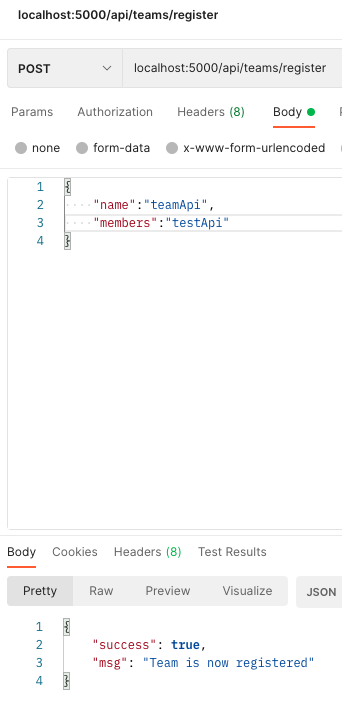 localhost:5000/api/teams/register
POST localhost:5000/api/teams/register
Params Authorization Headers (8) Body
none form-data x-www-form-urlencoded
1 {
2 "name":"teamApi",
3 "members":"testApi"
4 }
Body Cookies Headers (8) Test Results
Pretty Raw Preview Visualize JSON
1 {
2 "success": true,
3 "msg": "Team is now registered"
4 }